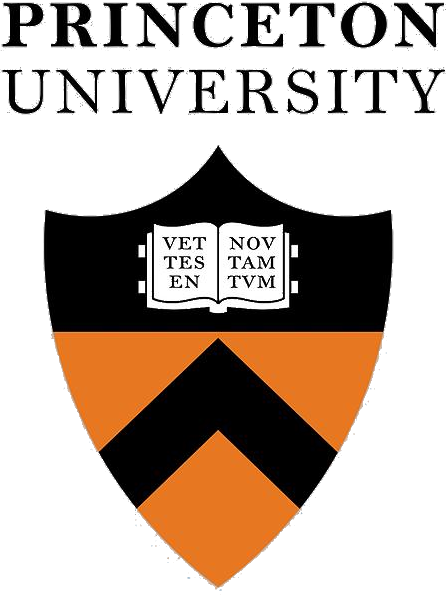 PRINCETON
UNIVERSITY
VET NOV
TES TAM
EN TVM